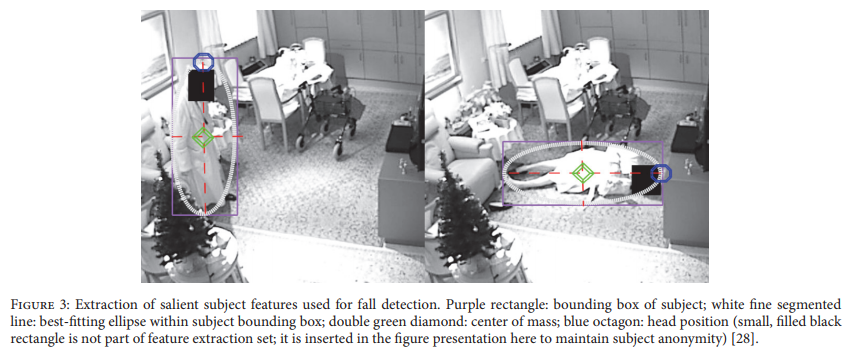 FIGURE 3: Extraction of salient subject features used for fall detection. Purple rectangle: bounding box of subject; white fine segmented
line: best-fitting ellipse within subject bounding box; double green diamond: center of mass; blue octagon: head position (small, filled black
rectangle is not part of feature extraction set; it is inserted in the figure presentation here to maintain subject anonymity) [28].